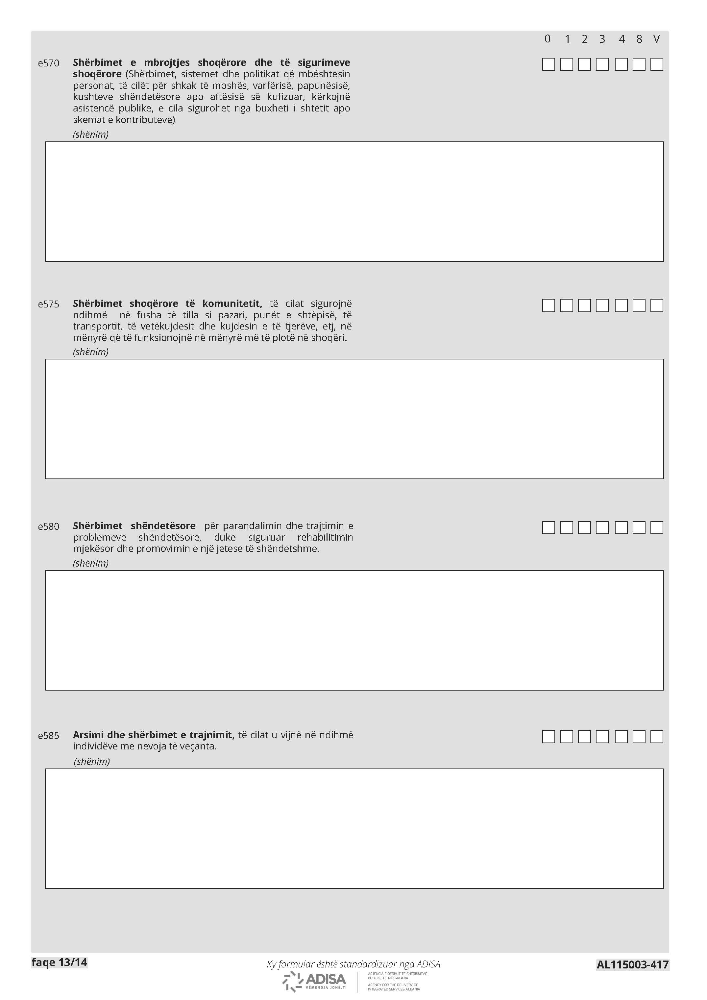 0 1 2 3 4 8 V
e570 Shërbimet e mbrojtjes shoqërore dhe të sigurimeve
shoqërore (Shërbimet, sistemet dhe politikat që mbështesin
personat, të cilët për shkak të moshës, varfërisë, papunësisë,
kushteve shëndetësore apo aftësisë së kufizuar, kërkojnë
asistencë publike, e cila sigurohet nga buxheti i shtetit apo
skemat e kontributeve)
(shënim)
e575 Shërbimet shoqërore të komunitetit, të cilat sigurojnë
ndihmë në fusha të tilla si pazari, punët e shtëpisë, të
transportit, të vetëkujdesit dhe kujdesin e të tjerëve, etj, në
mënyrë që të funksionojnë në mënyrë më të plotë në shoqëri.
(shënim)
e580 Shërbimet shëndetësore për parandalimin dhe trajtimin e
problemeve shëndetësore, duke siguruar rehabilitimin
mjekësor dhe promovimin e një jetese të shëndetshme.
(shënim)
e585 Arsimi dhe shërbimet e trajnimit, të cilat u vijnë në ndihmë
individëve me nevoja të veçanta.
(shënim)
faqe 13/14
Ky formular është standardizuar nga ADISA
AL115003-417
ADISA
VËMENDJA JONË,TI
AGJENCIA E OFRIMIT TË SHËRBIMEVE
PUBLIKE TË INTEGRUARA
AGENCY FOR THE DELIVERY OF
INTEGRATED SERVICES ALBANIA